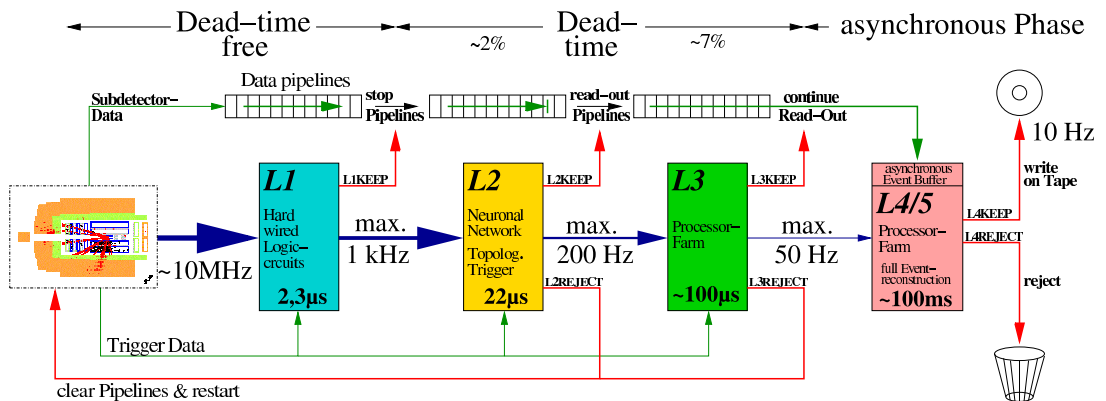 Dead-time
free
~2%
Dead-
time
~7%
asynchronous Phase
Data pipelines
Subdetector-
Data
stop
Pipelines
read-out
Pipelines
continue
Read-Out
10 Hz
write
on Tape
L1
Hard
wired
Logic-
circuits
2,3µs
L1KEEP
L2
Neuronal
Network
Topolog.
Trigger
22µs
L2KEEP
L2REJECT
L3
Processor-
Farm
~100µs
L3KEEP
L3REJECT
asynchronous
Event Buffer
L4/5
Processor-
Farm
full Event-
reconstruction
~100ms
L4KEEP
L4REJECT
reject
~10MHz
max.
1 kHz
max.
200 Hz
max.
50 Hz
Trigger Data
clear Pipelines & restart